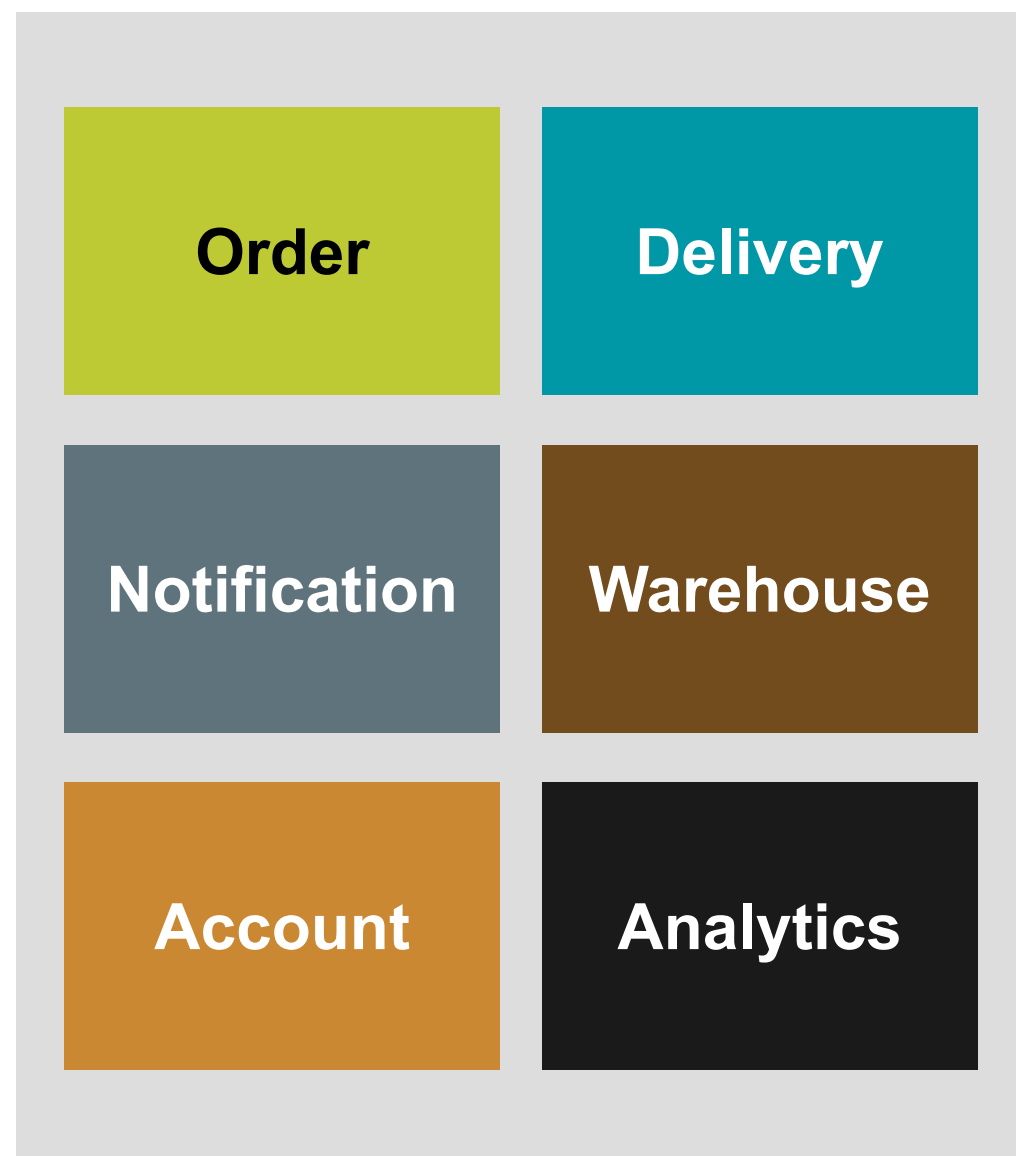 Order
Delivery
Notification
Warehouse
Account
Analytics